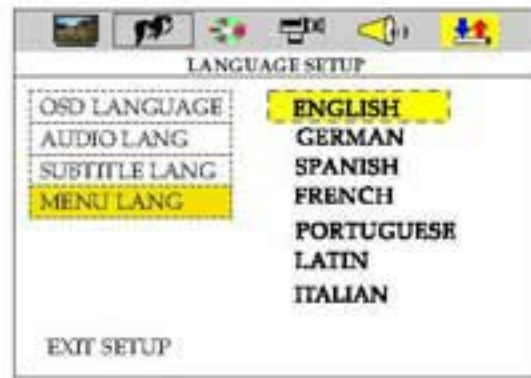 LANGUAGE SETUP
OSD LANGUAGE
AUDIO LANG
SUBTITLE LANG
MENU LANG
ENGLISH
GERMAN
SPANISH
FRENCH
PORTUGUESE
LATIN
ITALIAN
EXIT SETUP